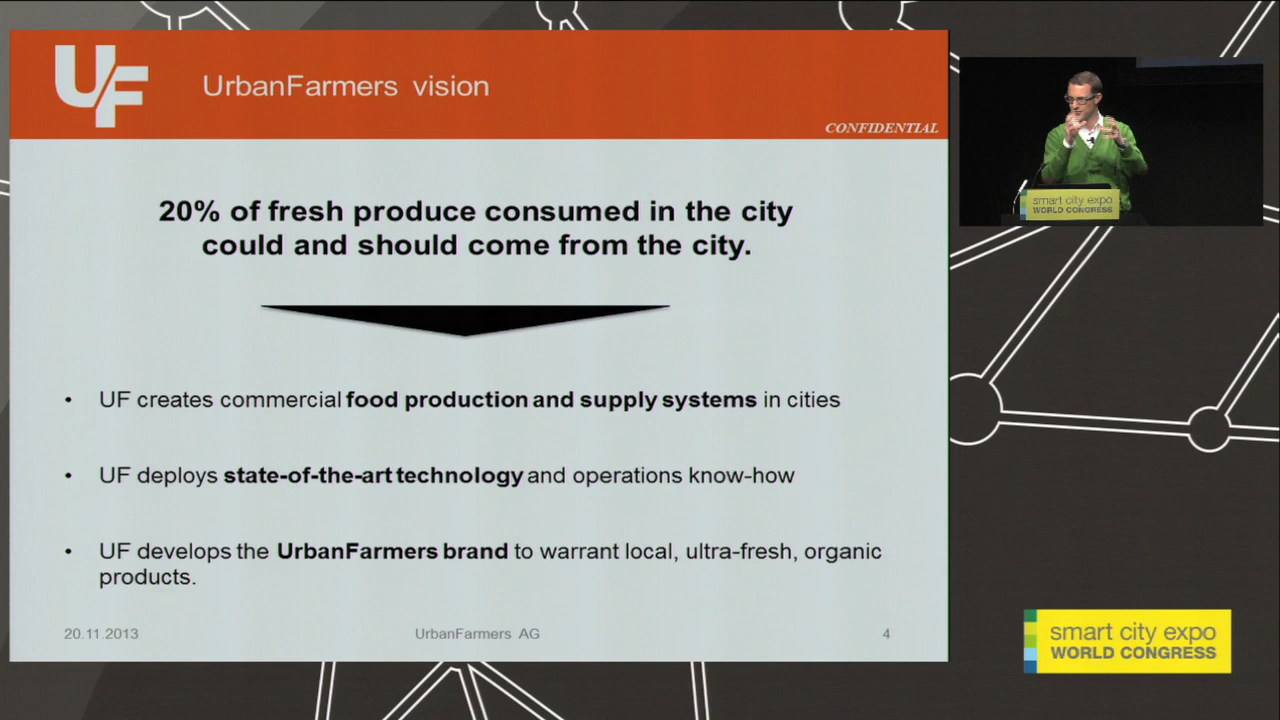 UF
UrbanFarmers vision
CONFIDENTIAL
20% of fresh produce consumed in the city
could and should come from the city.
• UF creates commercial food production and supply systems in cities
• UF deploys state-of-the-art technology and operations know-how
• UF develops the UrbanFarmers brand to warrant local, ultra-fresh, organic
products.
20.11.2013
UrbanFarmers AG
4
smart city expo
WORLD CONGRESS
smart city expo
WORLD CONGRESS